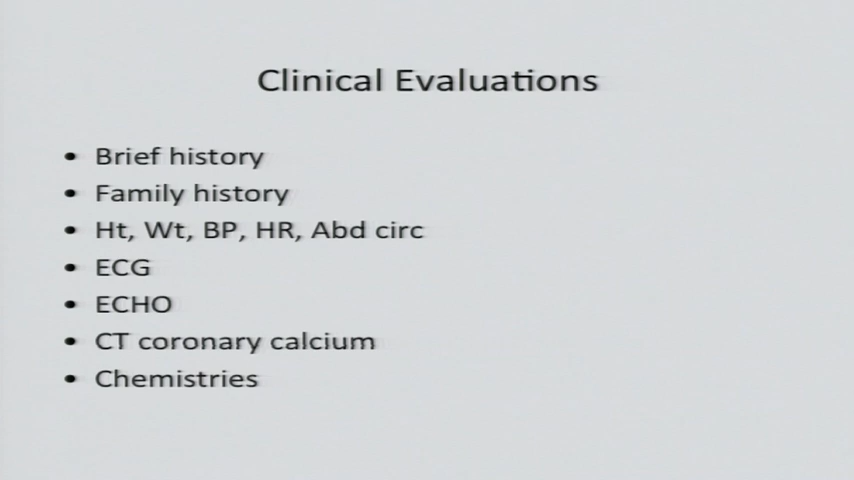 Clinical Evaluations
• Brief history
• Family history
• Ht, Wt, BP, HR, Abd circ
• ECG
• ECHO
• CT coronary calcium
• Chemistries